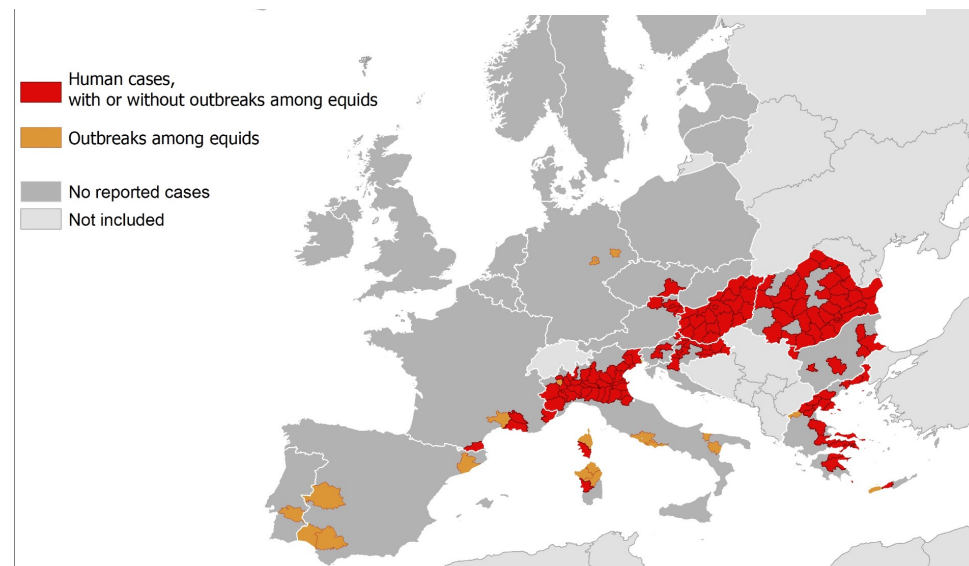 Human cases,
with or without outbreaks among equids
Outbreaks among equids
No reported cases
Not included